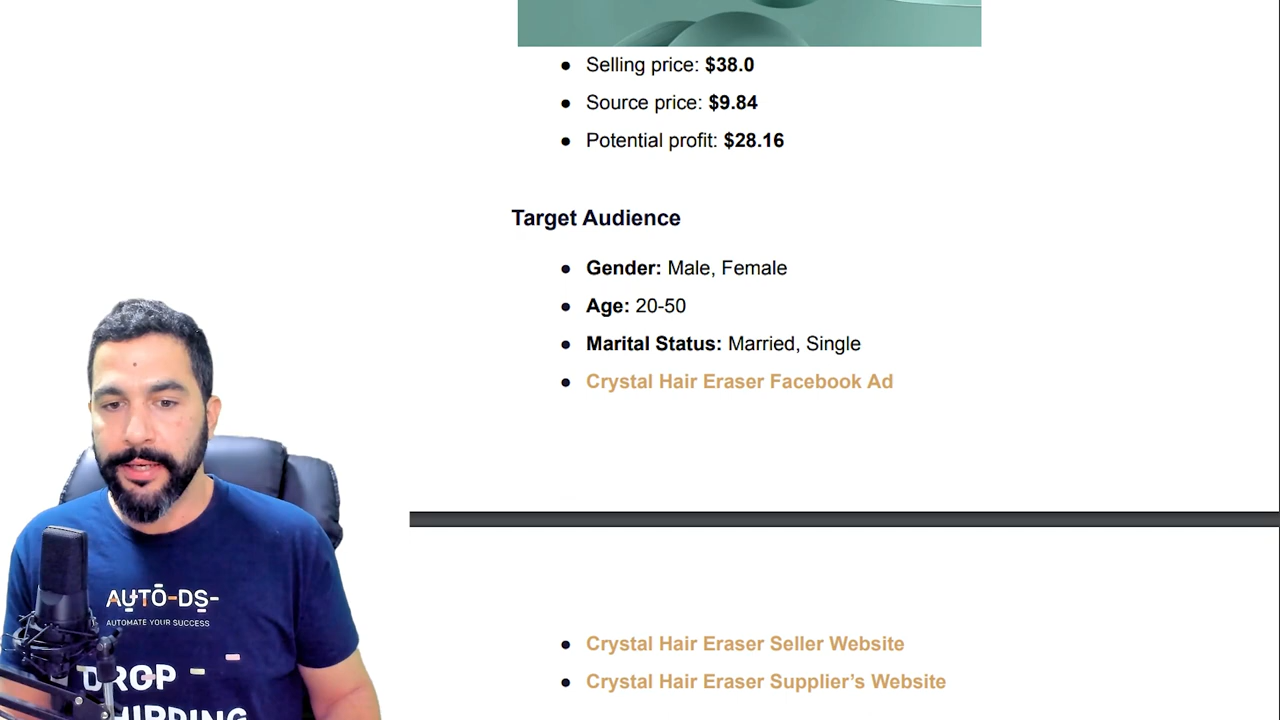 Selling price: $38.0
Source price: $9.84
Potential profit: $28.16
Target Audience
Gender: Male, Female
Age: 20-50
Marital Status: Married, Single
Crystal Hair Eraser Facebook Ad
Crystal Hair Eraser Seller Website
Crystal Hair Eraser Supplier’s Website
AUTO-DS-
AUTOMATE YOUR SUCCESS
DROP
SHIPPING